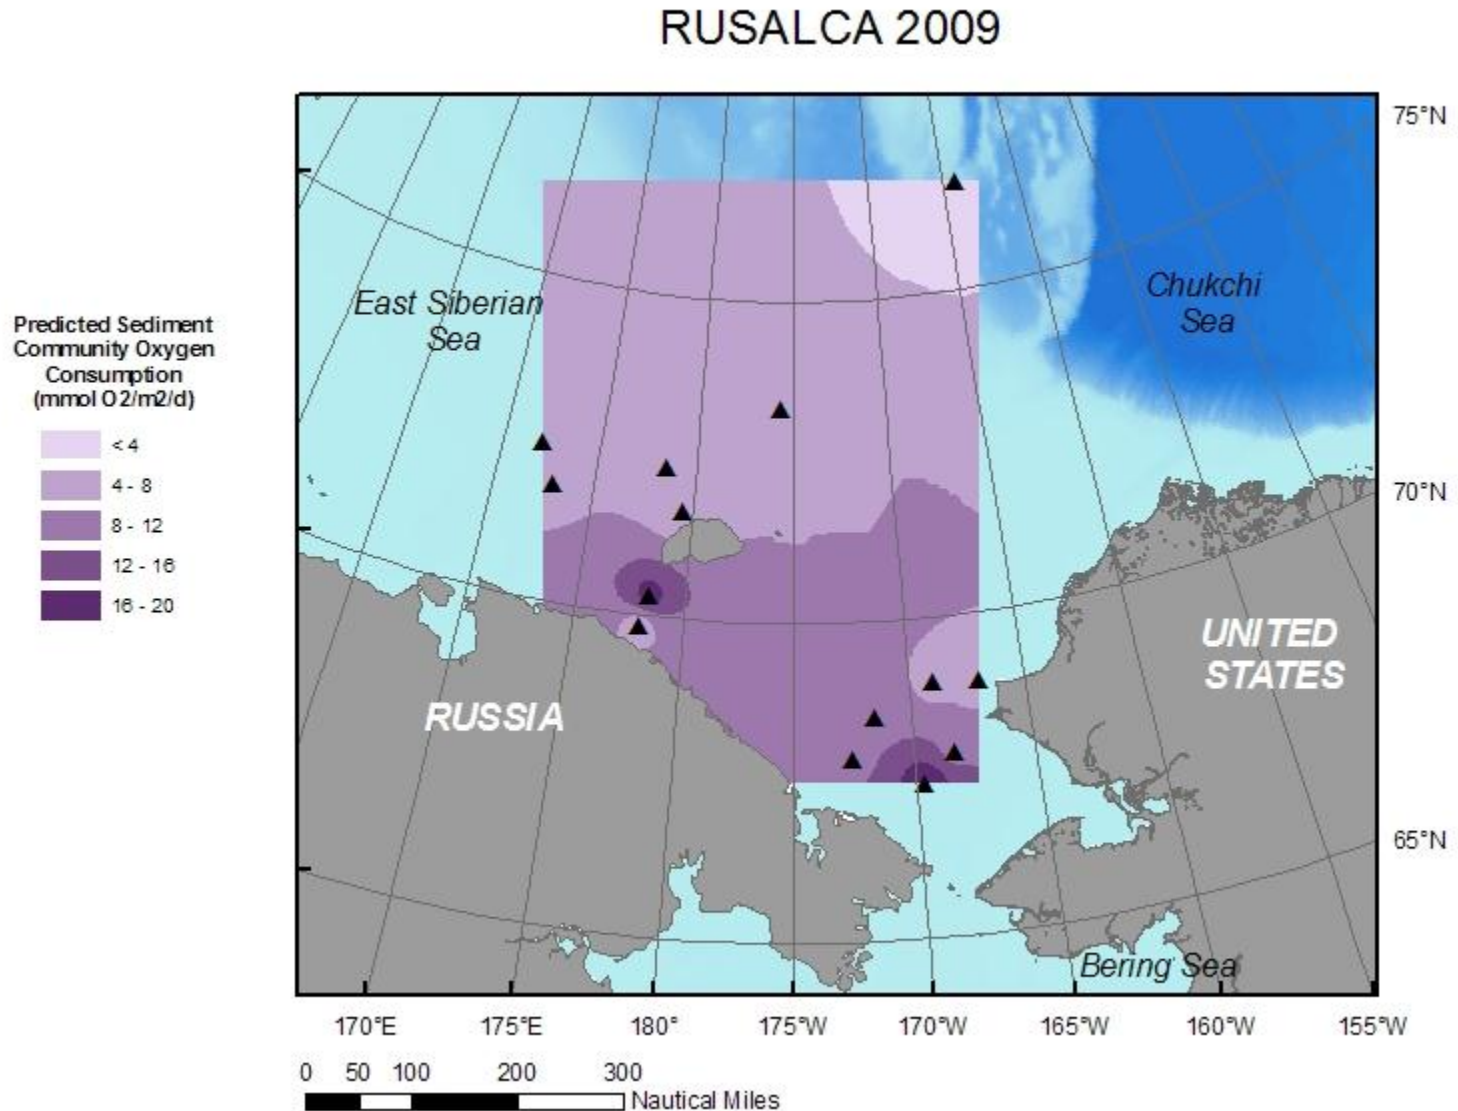 RUSALCA 2009
75°N
East Siberian
Sea
Chukchi
Sea
Predicted Sediment
Community Oxygen
Consumption
(mmol O2/m2/d)
< 4
4 - 8
8 - 12
12 - 16
16 - 20
70°N
UNITED
STATES
RUSSIA
65°N
Bering Sea
170°E 175°E 180° 175°W 170°W 165°W 160°W 155°W
0 50 100 200 300
Nautical Miles